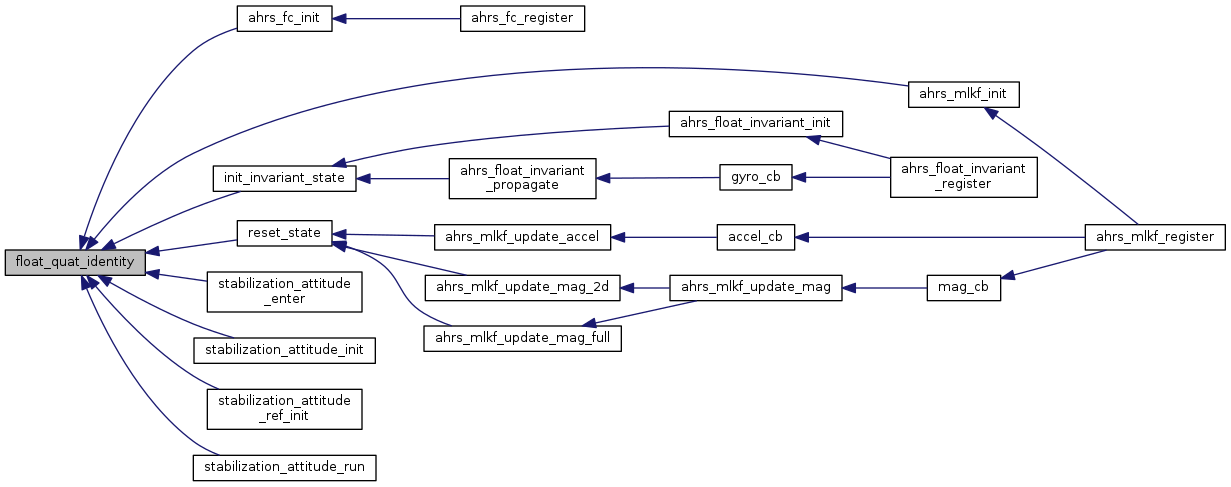 ahrs_fc_init
ahrs_fc_register
ahrs_mlkf_init
ahrs_float_invariant_init
init_invariant_state
ahrs_float_invariant
_propagate
gyro_cb
ahrs_float_invariant
_register
reset_state
ahrs_mlkf_update_accel
accel_cb
ahrs_mlkf_register
float_quat_identity
stabilization_attitude
_enter
ahrs_mlkf_update_mag_2d
ahrs_mlkf_update_mag
mag_cb
ahrs_mlkf_update_mag_full
stabilization_attitude_init
stabilization_attitude
_ref_init
stabilization_attitude_run